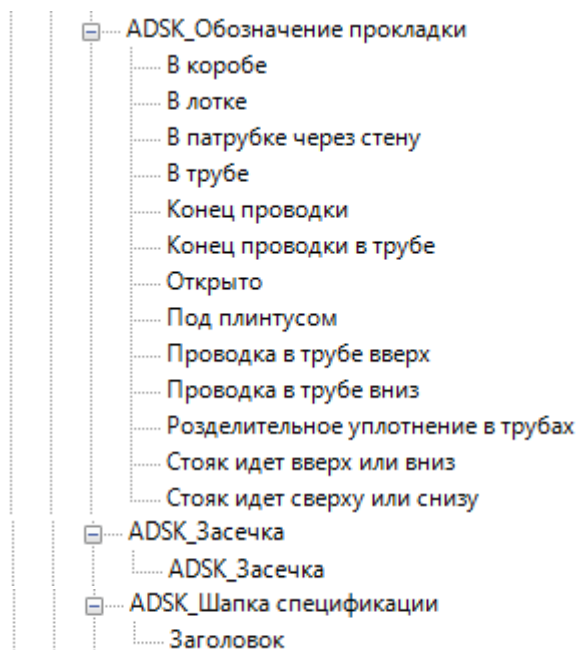 ADSK_Обозначение прокладки
В коробе
В лотке
В патрубке через стену
В трубе
Конец проводки
Конец проводки в трубе
Открыто
Под плинтусом
Проводка в трубе вверх
Проводка в трубе вниз
Розделительное уплотнение в трубах
Стояк идет вверх или вниз
Стояк идет сверху или снизу
ADSK_Засечка
ADSK_Засечка
ADSK_Шапка спецификации
Заголовок